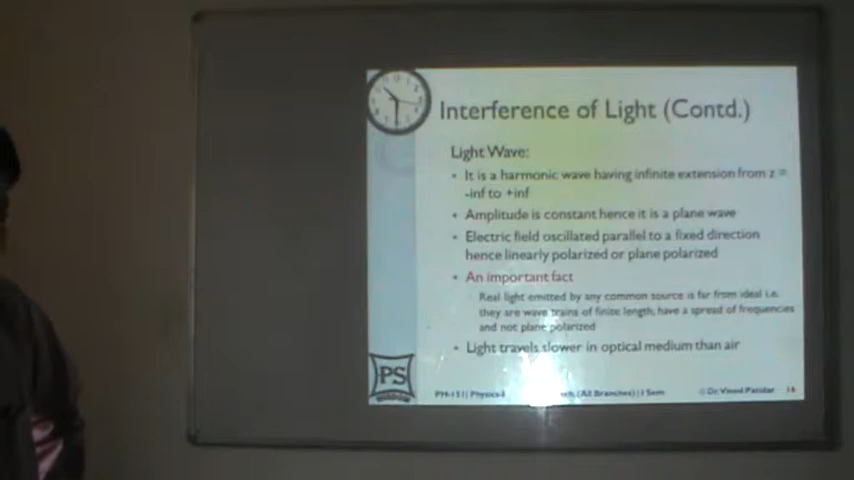 Interference of Light (Contd.)
Light Wave:
• It is a harmonic wave having infinite extension from z =
-inf to +inf
• Amplitude is constant hence it is a plane wave
• Electric field oscillated parallel to a fixed direction
hence linearly polarized or plane polarized
• An important fact
Real light emitted by any common source is far from ideal i.e.
they are wave trains of finite length, have a spread of frequencies
and not plane polarized
• Light travels slower in optical medium than air
PS
PH-151| Physics-I (All Branches) | I Sem © Dr. Vinod Patidar 16